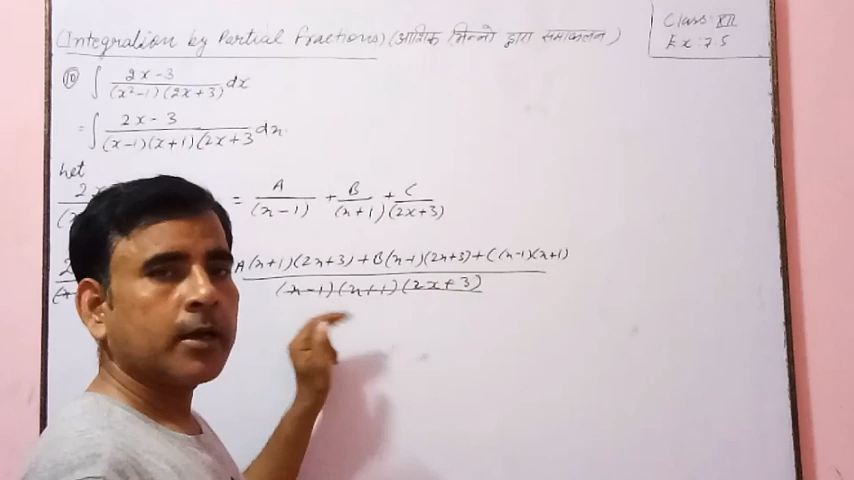 (Integration by Partial fractions) (आंशिक भिन्नो द्वारा समाकलन)
Class: XII
Ex: 7.5
(10) ∫ 2x-3 / (x²-1)(2x+3) dx
= ∫ 2x-3 / (x-1)(x+1)(2x+3 dx
Let
= A / (x-1) + B / (x+1) + C / (2x+3)
A(x+1)(2x+3)+B(x-1)(2x+3)+C(x-1)(x+1)
(x-1)(x+1)(2x+3)